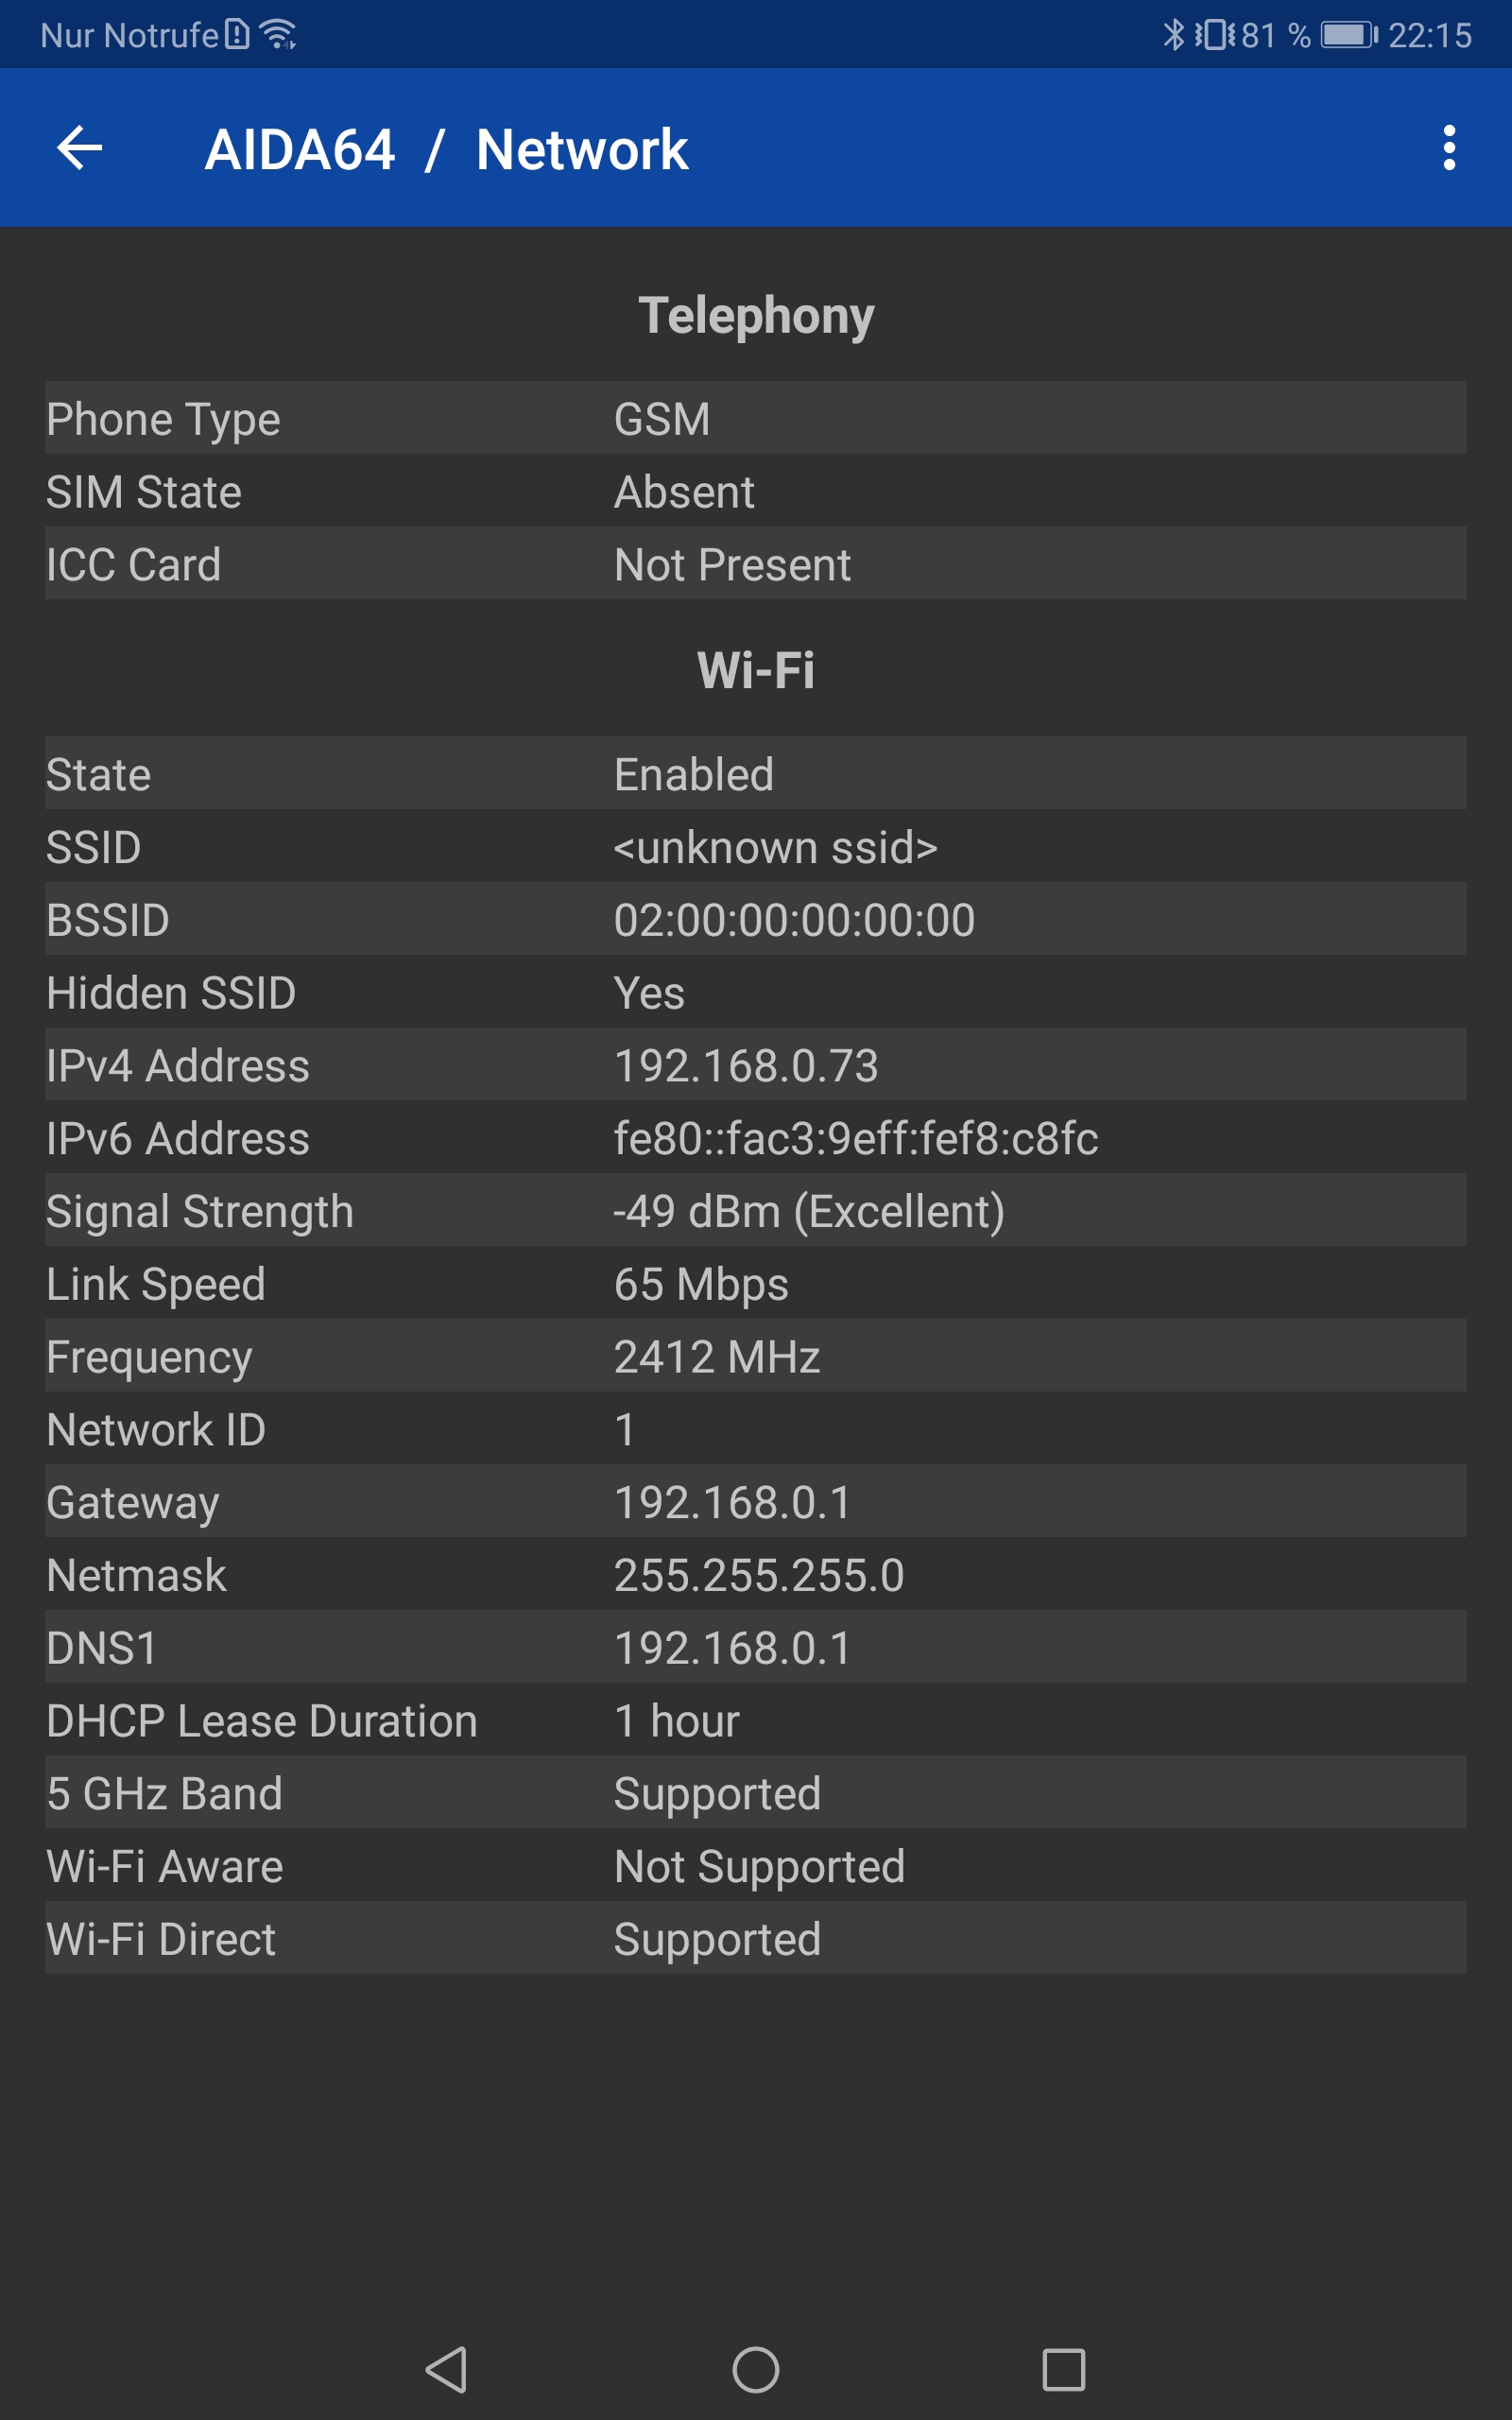 Nur Notrufe 81 % 22:15
AIDA64 / Network
Telephony
Phone Type GSM
SIM State Absent
ICC Card Not Present
Wi-Fi
State Enabled
SSID <unknown ssid>
BSSID 02:00:00:00:00:00
Hidden SSID Yes
IPv4 Address 192.168.0.73
IPv6 Address fe80::fac3:9eff:fef8:c8fc
Signal Strength -49 dBm (Excellent)
Link Speed 65 Mbps
Frequency 2412 MHz
Network ID 1
Gateway 192.168.0.1
Netmask 255.255.255.0
DNS1 192.168.0.1
DHCP Lease Duration 1 hour
5 GHz Band Supported
Wi-Fi Aware Not Supported
Wi-Fi Direct Supported